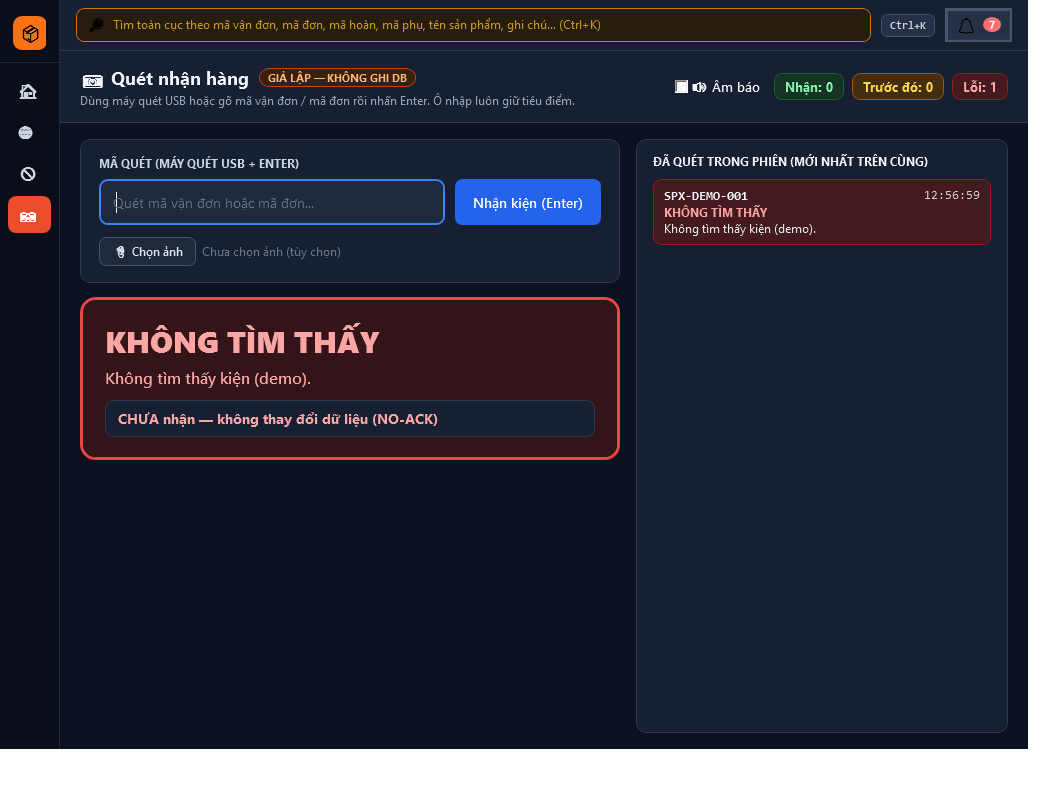 Tìm toàn cục theo mã vận đơn, mã đơn, mã hoàn, mã phụ, tên sản phẩm, ghi chú... (Ctrl+K)
Ctrl+K
7
Quét nhận hàng
GIẢ LẬP — KHÔNG GHI DB
Dùng máy quét USB hoặc gõ mã vận đơn / mã đơn rồi nhấn Enter. Ô nhập luôn giữ tiêu điểm.
Âm báo
Nhận: 0
Trước đó: 0
Lỗi: 1
MÃ QUÉT (MÁY QUÉT USB + ENTER)
Quét mã vận đơn hoặc mã đơn...
Nhận kiện (Enter)
Chọn ảnh
Chưa chọn ảnh (tùy chọn)
KHÔNG TÌM THẤY
Không tìm thấy kiện (demo).
CHƯA nhận — không thay đổi dữ liệu (NO-ACK)
ĐÃ QUÉT TRONG PHIÊN (MỚI NHẤT TRÊN CÙNG)
SPX-DEMO-001
12:56:59
KHÔNG TÌM THẤY
Không tìm thấy kiện (demo).